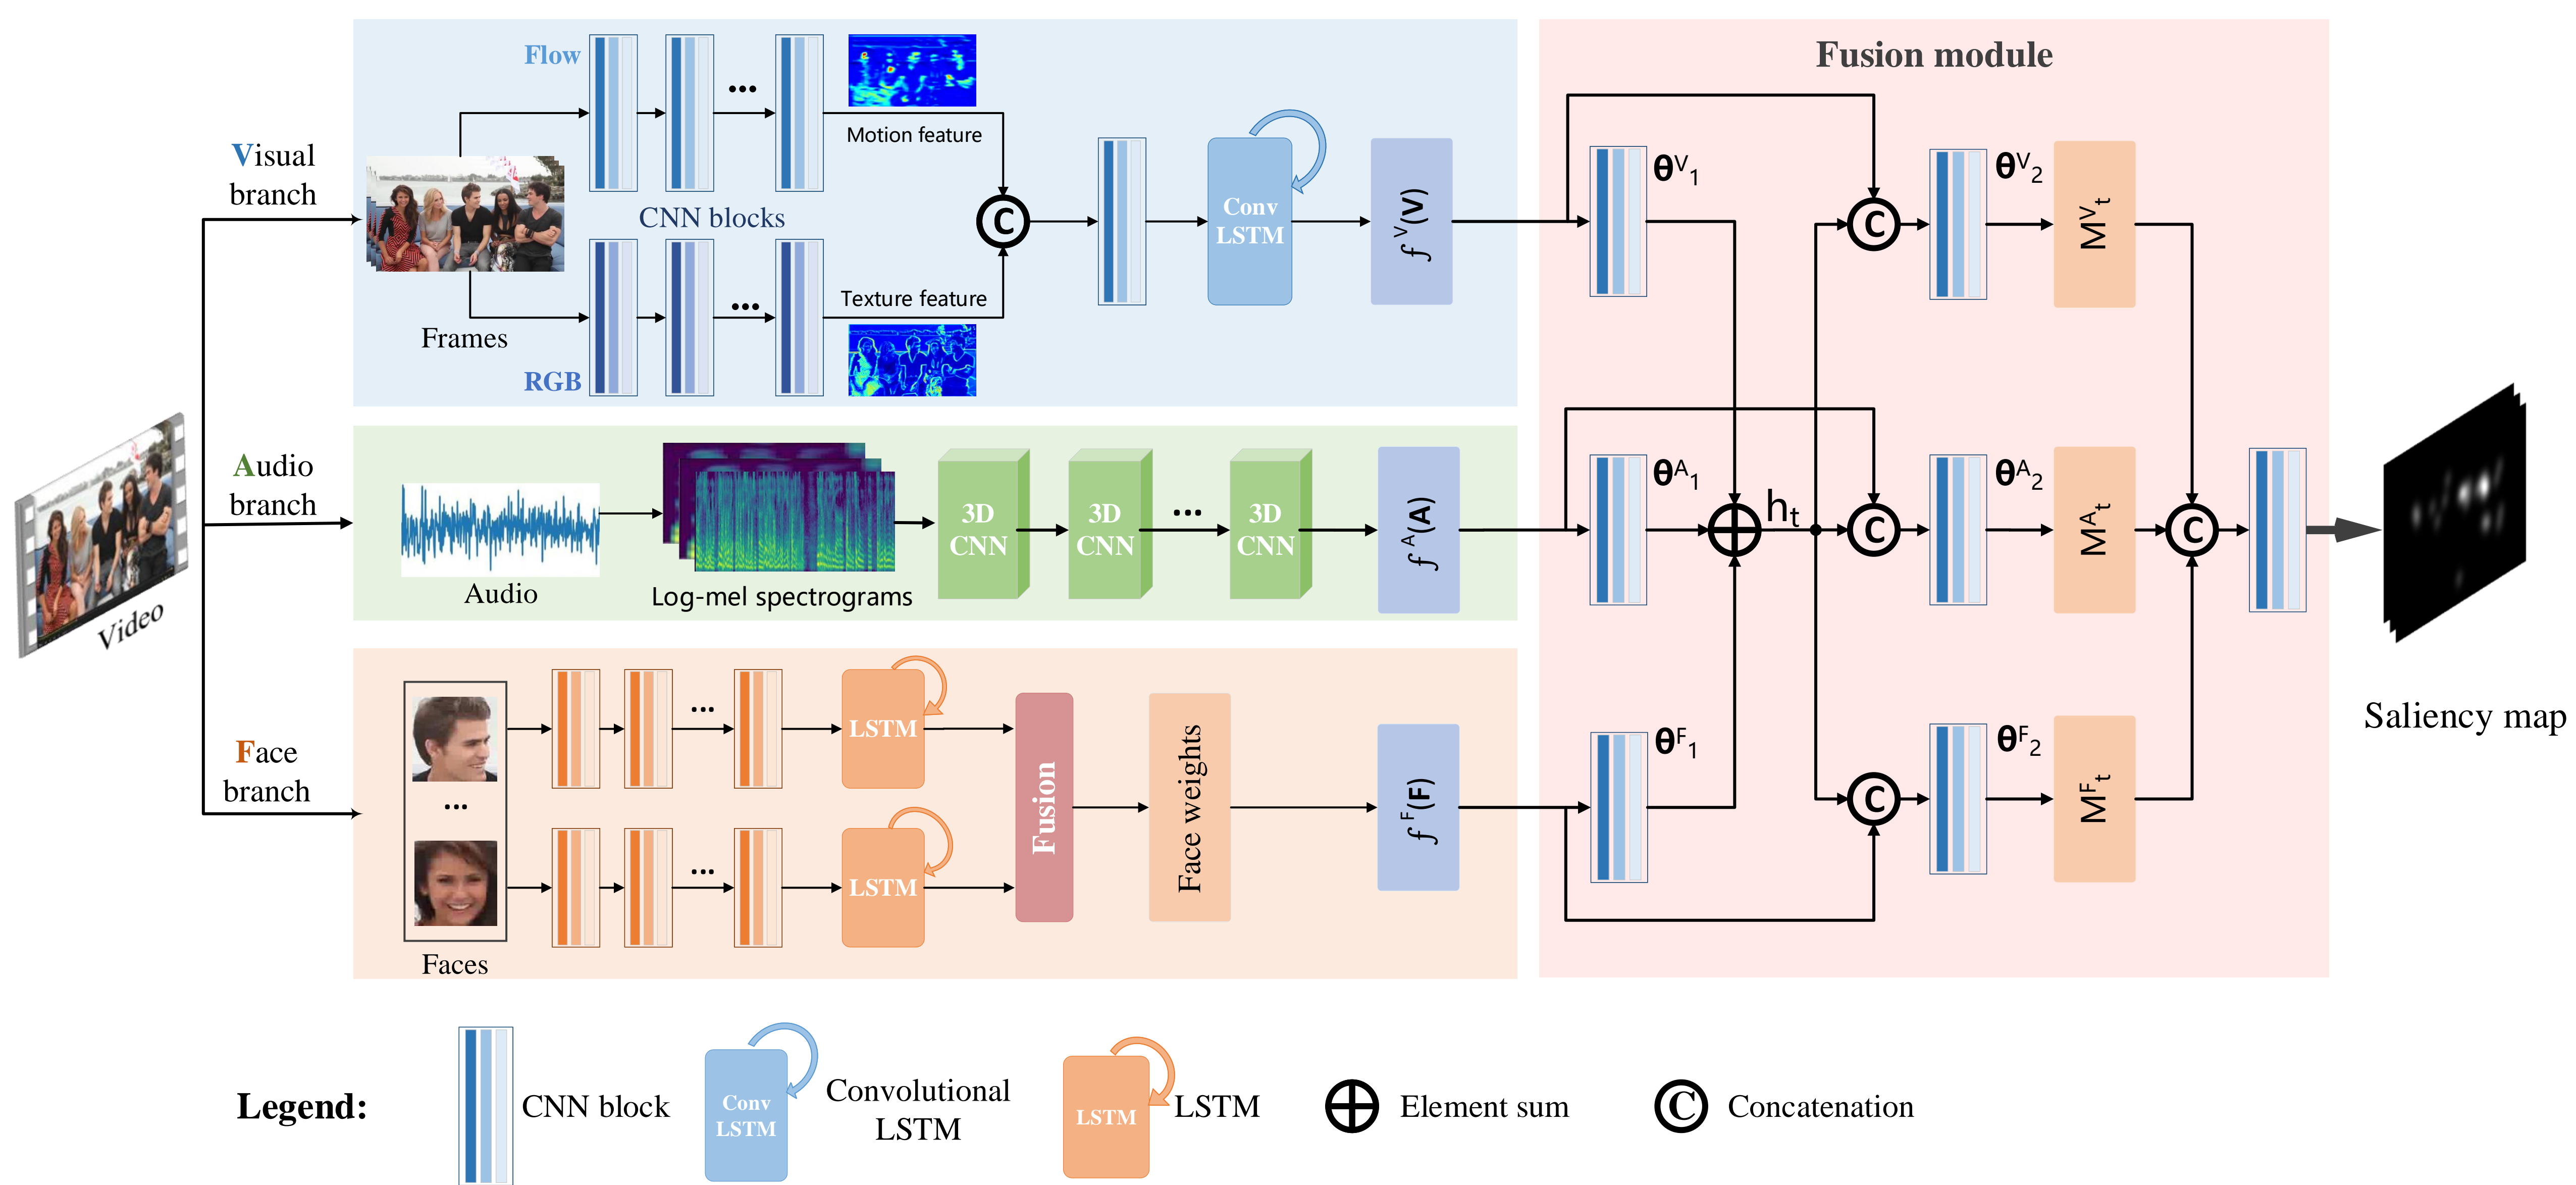 Fusion module
Flow
Motion feature
Visual
branch
CNN blocks
C
Conv
LSTM
f V(V)
θV1
C
θV2
MVt
Texture feature
Frames
RGB
Audio
branch
Audio
Log-mel spectrograms
3D
CNN
3D
CNN
...
3D
CNN
f A(A)
θA1
ht
C
θA2
MAt
C
Video
Saliency map
Face
branch
...
Faces
LSTM
LSTM
Fusion
Face weights
f F(F)
θF1
C
θF2
MFt
Legend:
CNN block
Conv
LSTM
Convolutional
LSTM
LSTM
LSTM
Element sum
C
Concatenation